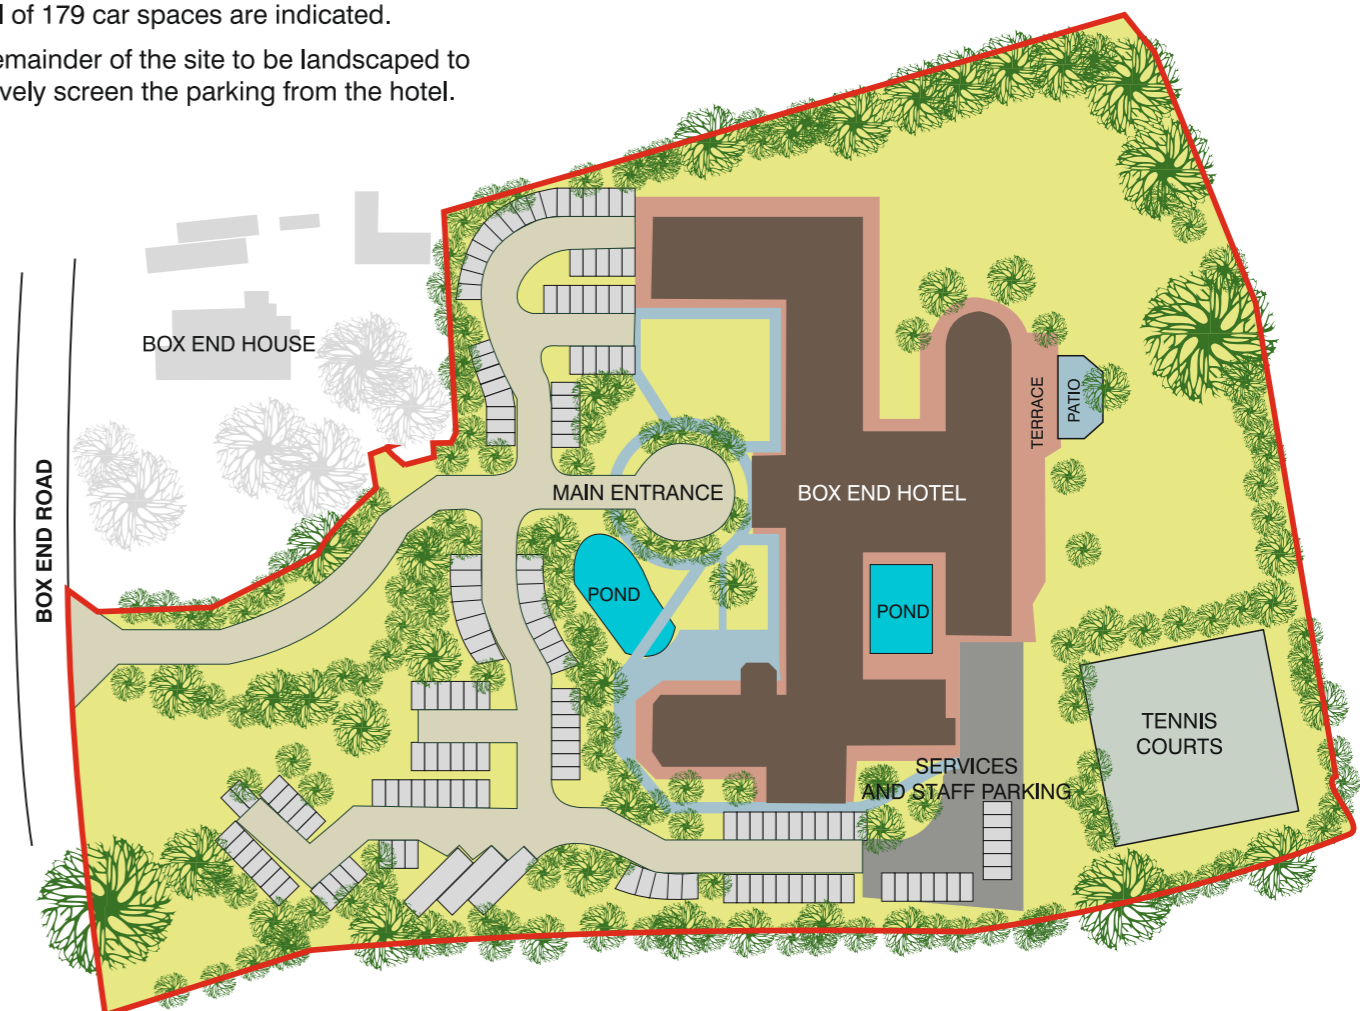 l of 179 car spaces are indicated.
emainder of the site to be landscaped to
vely screen the parking from the hotel.
BOX END HOUSE
BOX END ROAD
MAIN ENTRANCE
BOX END HOTEL
TERRACE
PATIO
POND
POND
TENNIS
COURTS
SERVICES
AND STAFF PARKING